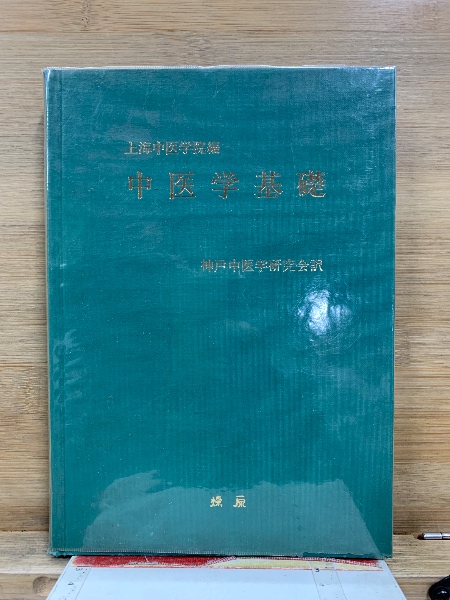 上海中医学院編
中医学基礎
神戸中医学研究会訳
燎原